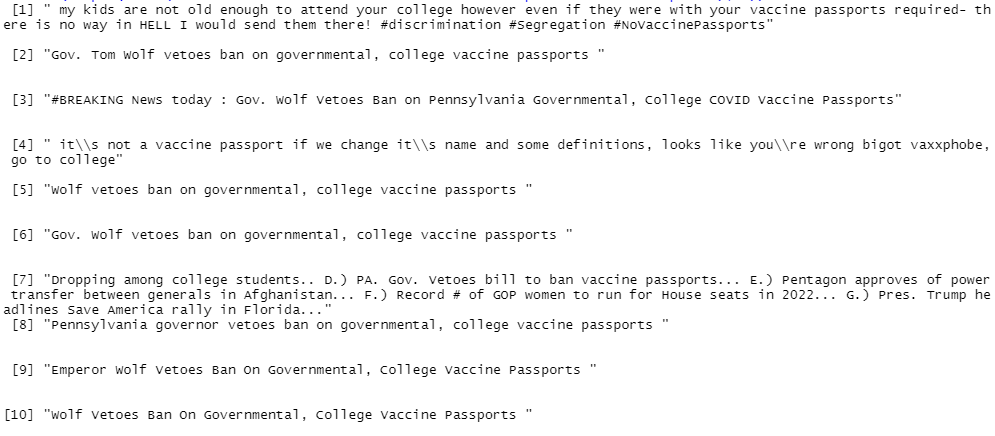 [1] " my kids are not old enough to attend your college however even if they were with your vaccine passports required- th
ere is no way in HELL I would send them there! #discrimination #Segregation #NoVaccinePassports"
[2] "Gov. Tom Wolf vetoes ban on governmental, college vaccine passports "
[3] "#BREAKING News today : Gov. Wolf Vetoes Ban on Pennsylvania Governmental, College COVID Vaccine Passports"
[4] " it\\s not a vaccine passport if we change it\\s name and some definitions, looks like you\\re wrong bigot vaxxphobe,
go to college"
[5] "Wolf vetoes ban on governmental, college vaccine passports "
[6] "Gov. Wolf vetoes ban on governmental, college vaccine passports "
[7] "Dropping among college students.. D.) PA. Gov. Vetoes bill to ban vaccine passports... E.) Pentagon approves of power
transfer between generals in Afghanistan... F.) Record # of GOP women to run for House seats in 2022... G.) Pres. Trump he
adlines Save America rally in Florida..."
[8] "Pennsylvania governor vetoes ban on governmental, college vaccine passports "
[9] "Emperor Wolf Vetoes Ban On Governmental, College Vaccine Passports "
[10] "Wolf Vetoes Ban On Governmental, College Vaccine Passports "